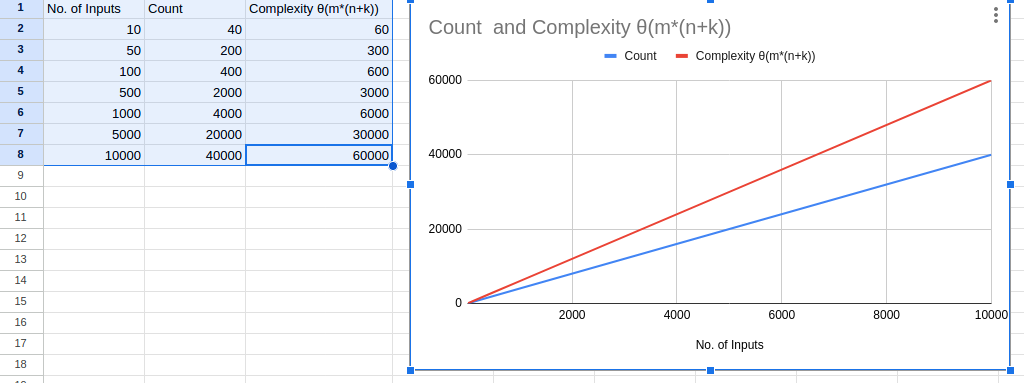 1 No. of Inputs Count Complexity θ(m*(n+k))
2 10 40 60
3 50 200 300
4 100 400 600
5 500 2000 3000
6 1000 4000 6000
7 5000 20000 30000
8 10000 40000 60000
9
10
11
12
13
14
15
16
17
18
Count and Complexity θ(m*(n+k))
Count Complexity θ(m*(n+k))
60000
40000
20000
0
2000 4000 6000 8000 10000
No. of Inputs